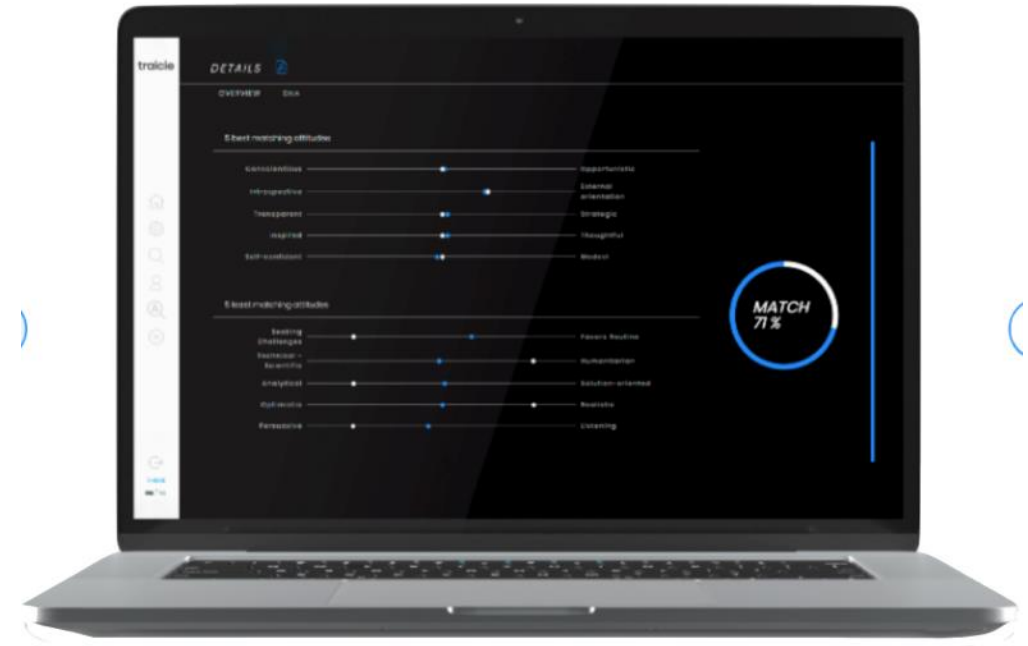 traicie
DETAILS
OVERVIEW DNA
5 best matching attitudes
Conscientious Opportunistic
Introspective External
orientation
Transparent Strategic
Inspired Thoughtful
Self-confident Modest
5 least matching attitudes
Seeking
Challenges Favors Routine
Technical -
Scientific Humanitarian
Analytical Solution-oriented
Optimistic Realistic
Persuasive Listening
MATCH
71 %